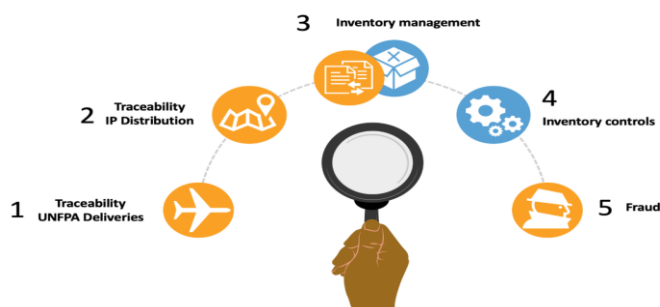 1
Traceability
UNFPA Deliveries
2
Traceability
IP Distribution
3
Inventory management
4
Inventory controls
5
Fraud